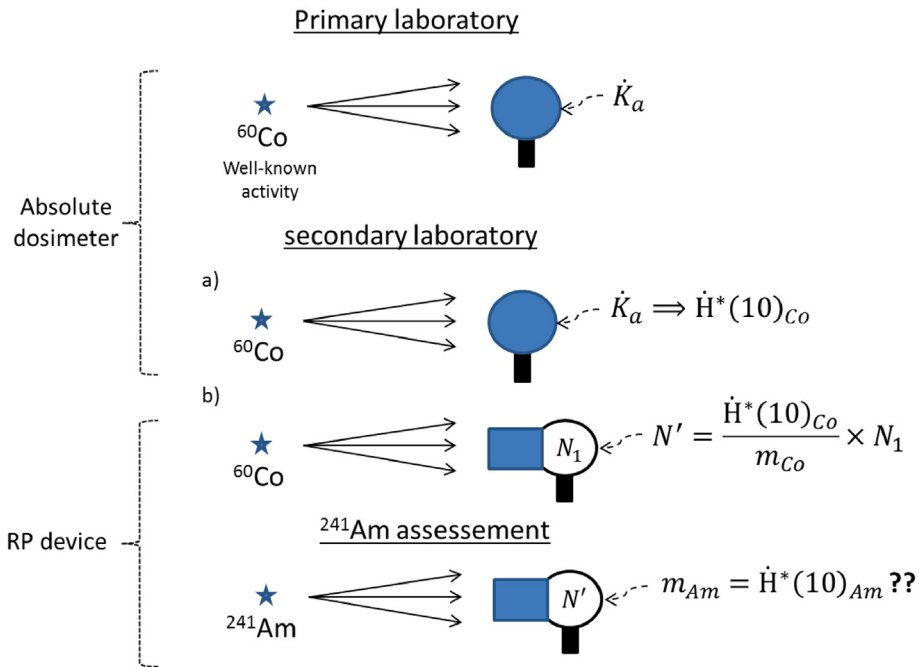 Primary laboratory
⁶⁰Co
Well-known
activity
K̇ₐ
Absolute
dosimeter
secondary laboratory
a)
⁶⁰Co
K̇ₐ ⟹ Ḣ*(10)_Co
b)
⁶⁰Co
N₁
N′ = Ḣ*(10)_Co / m_Co × N₁
RP device
²⁴¹Am assessement
²⁴¹Am
N′
m_Am = Ḣ*(10)_Am ??